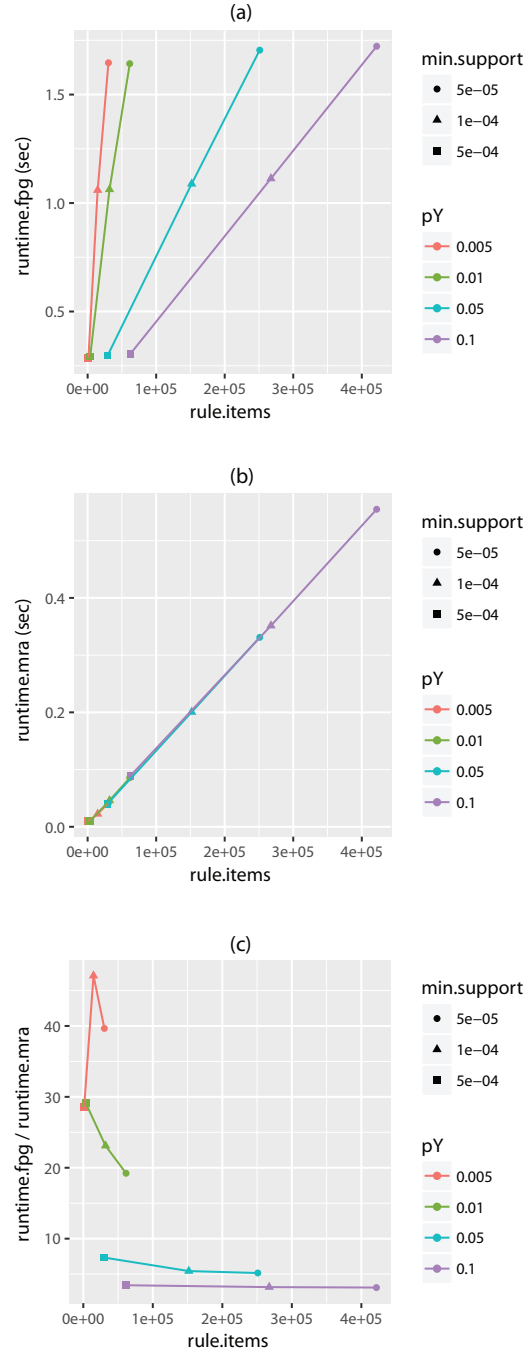 (a)
runtime.fpg (sec)
1.5
1.0
0.5
0e+00 1e+05 2e+05 3e+05 4e+05
rule.items
min.support
5e−05
1e−04
5e−04
pY
0.005
0.01
0.05
0.1
(b)
runtime.mra (sec)
0.4
0.2
0.0
0e+00 1e+05 2e+05 3e+05 4e+05
rule.items
min.support
5e−05
1e−04
5e−04
pY
0.005
0.01
0.05
0.1
(c)
runtime.fpg / runtime.mra
40
30
20
10
0e+00 1e+05 2e+05 3e+05 4e+05
rule.items
min.support
5e−05
1e−04
5e−04
pY
0.005
0.01
0.05
0.1